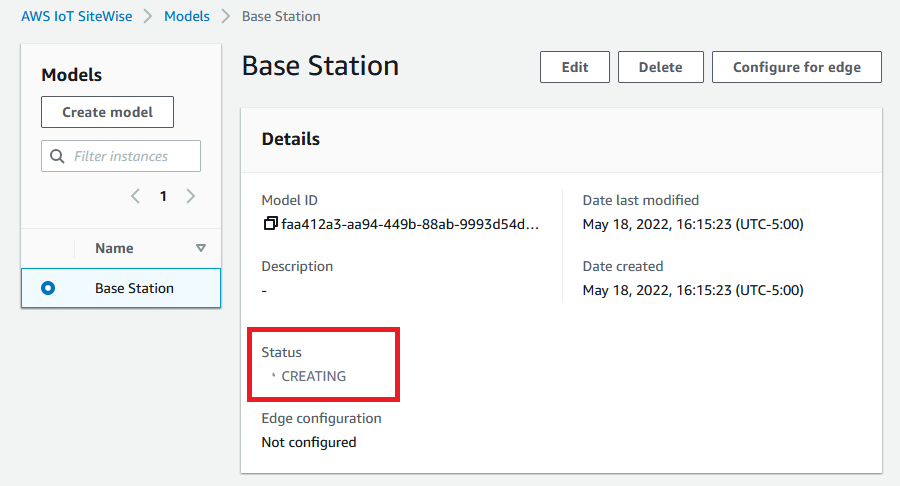 AWS IoT SiteWise > Models > Base Station
Models
Create model
Filter instances
1
Name
Base Station
Base Station
Edit
Delete
Configure for edge
Details
Model ID
faa412a3-aa94-449b-88ab-9993d54d...
Description
-
Status
CREATING
Edge configuration
Not configured
Date last modified
May 18, 2022, 16:15:23 (UTC-5:00)
Date created
May 18, 2022, 16:15:23 (UTC-5:00)